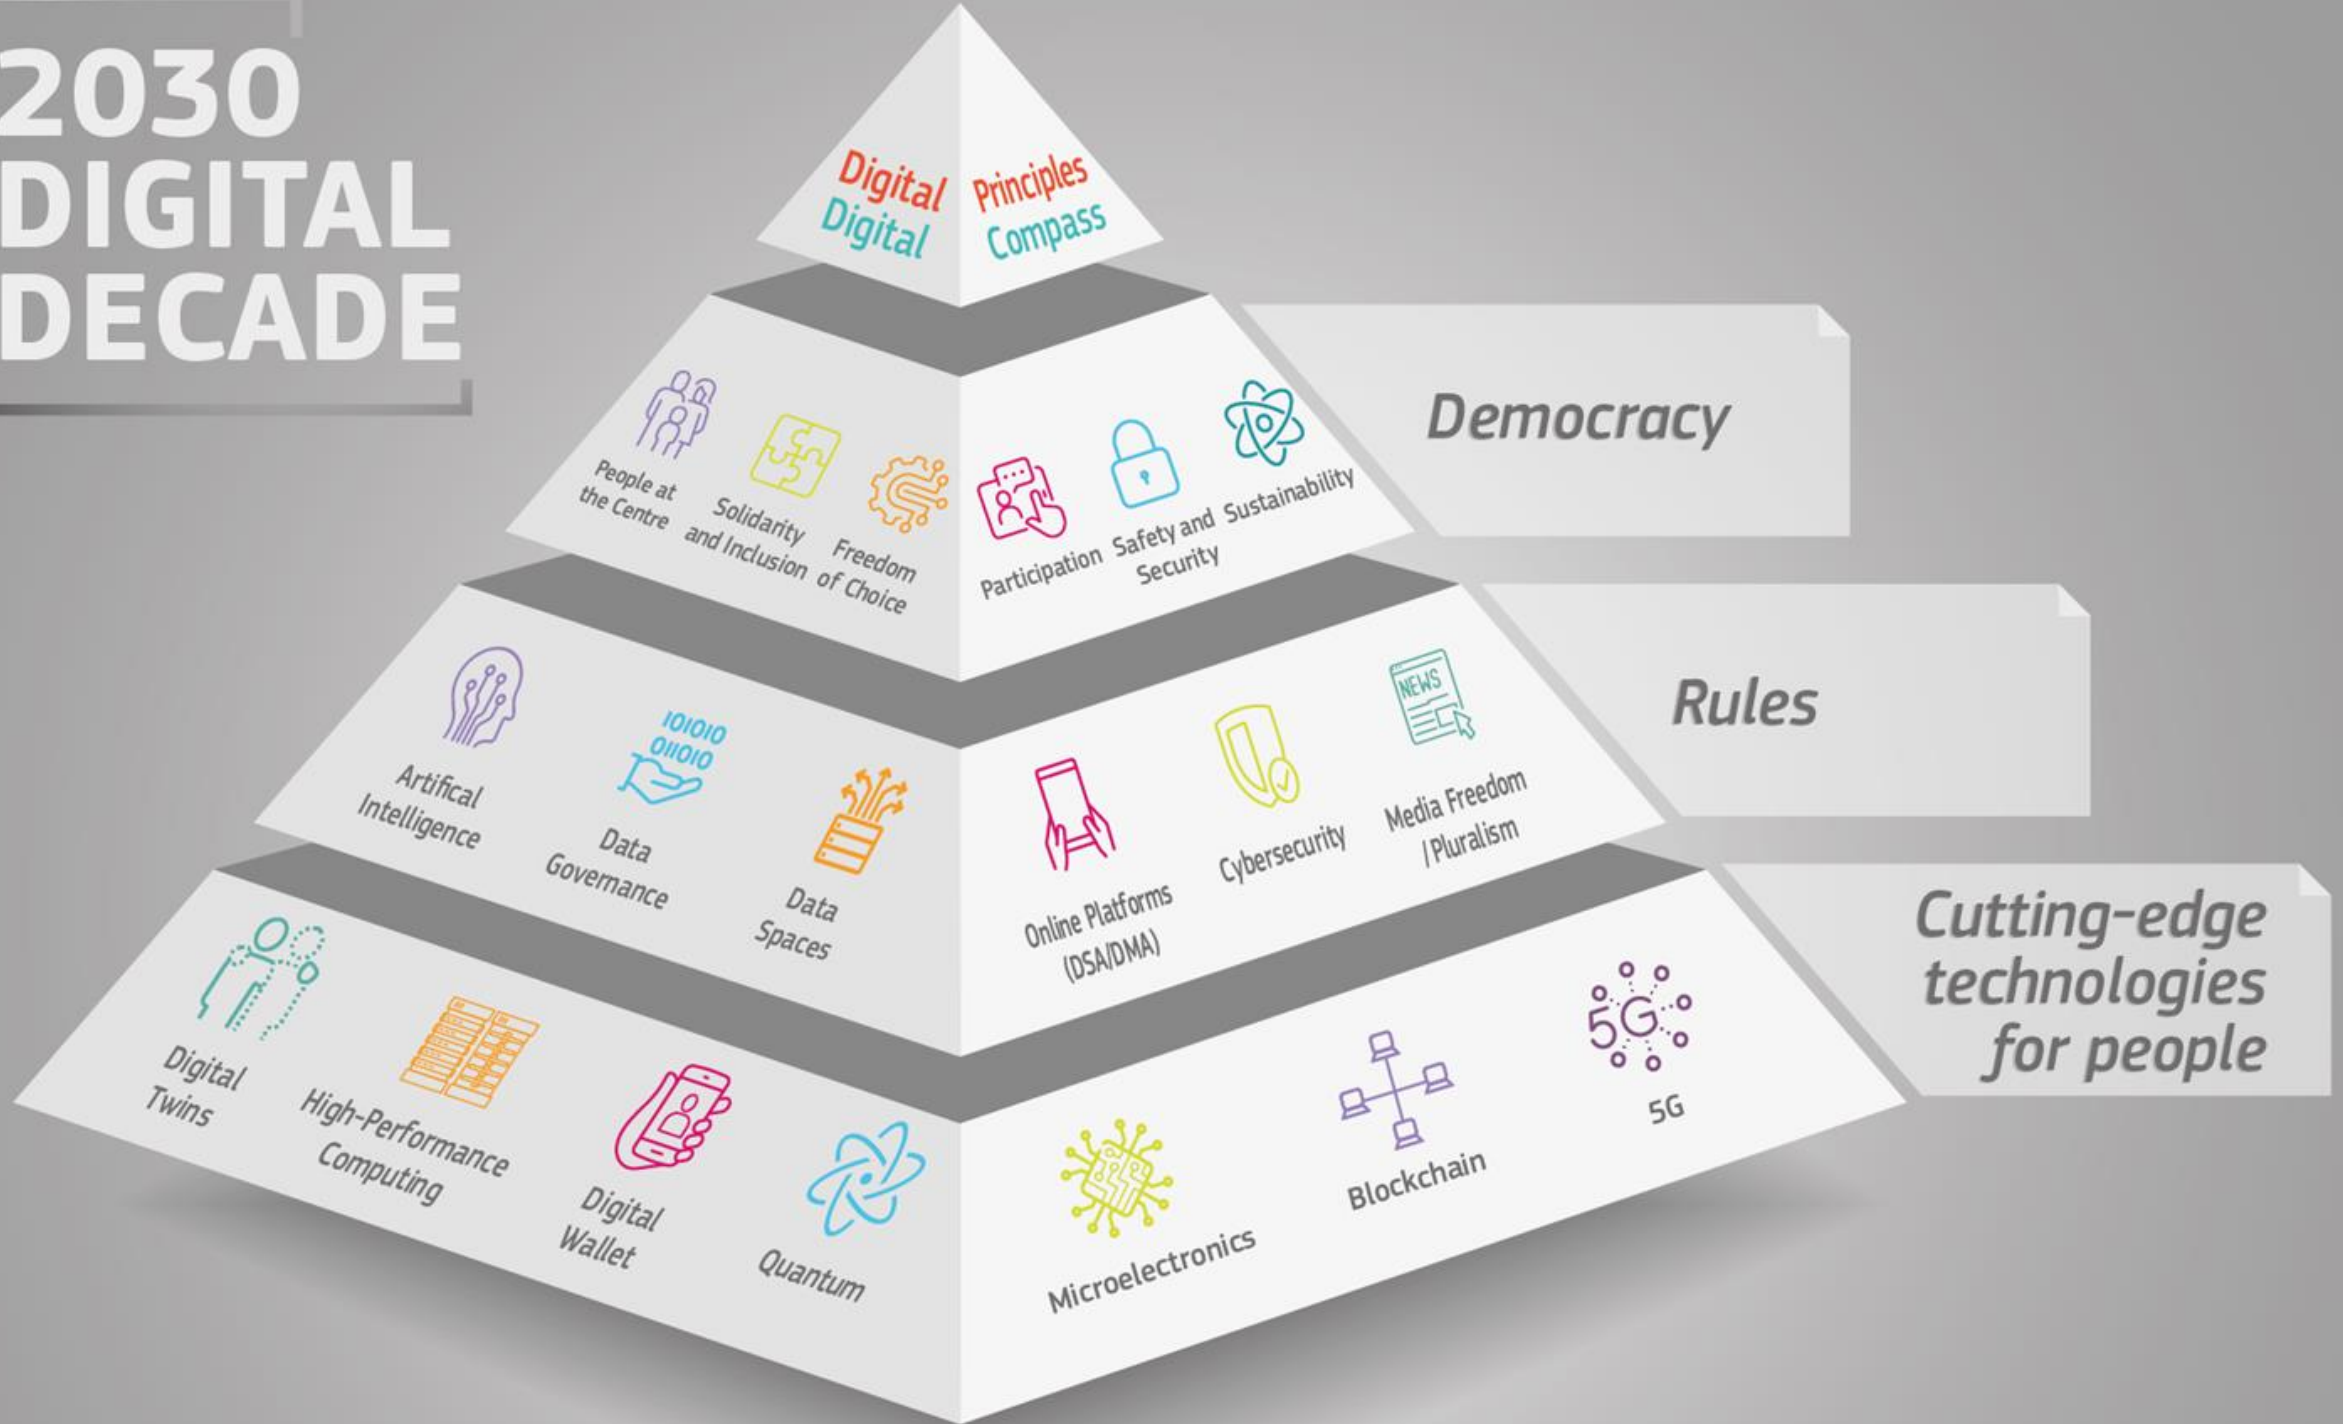 2030
DIGITAL
DECADE
Digital Principles
Digital Compass
People at
the Centre
Solidarity
and Inclusion
Freedom
of Choice
Participation
Safety and
Security
Sustainability
Democracy
Artifical
Intelligence
101010
011010
Data
Governance
Data
Spaces
Online Platforms
(DSA/DMA)
Cybersecurity
NEWS
Media Freedom
/Pluralism
Rules
Digital
Twins
High-Performance
Computing
Digital
Wallet
Quantum
Microelectronics
Blockchain
5G
5G
Cutting-edge
technologies
for people